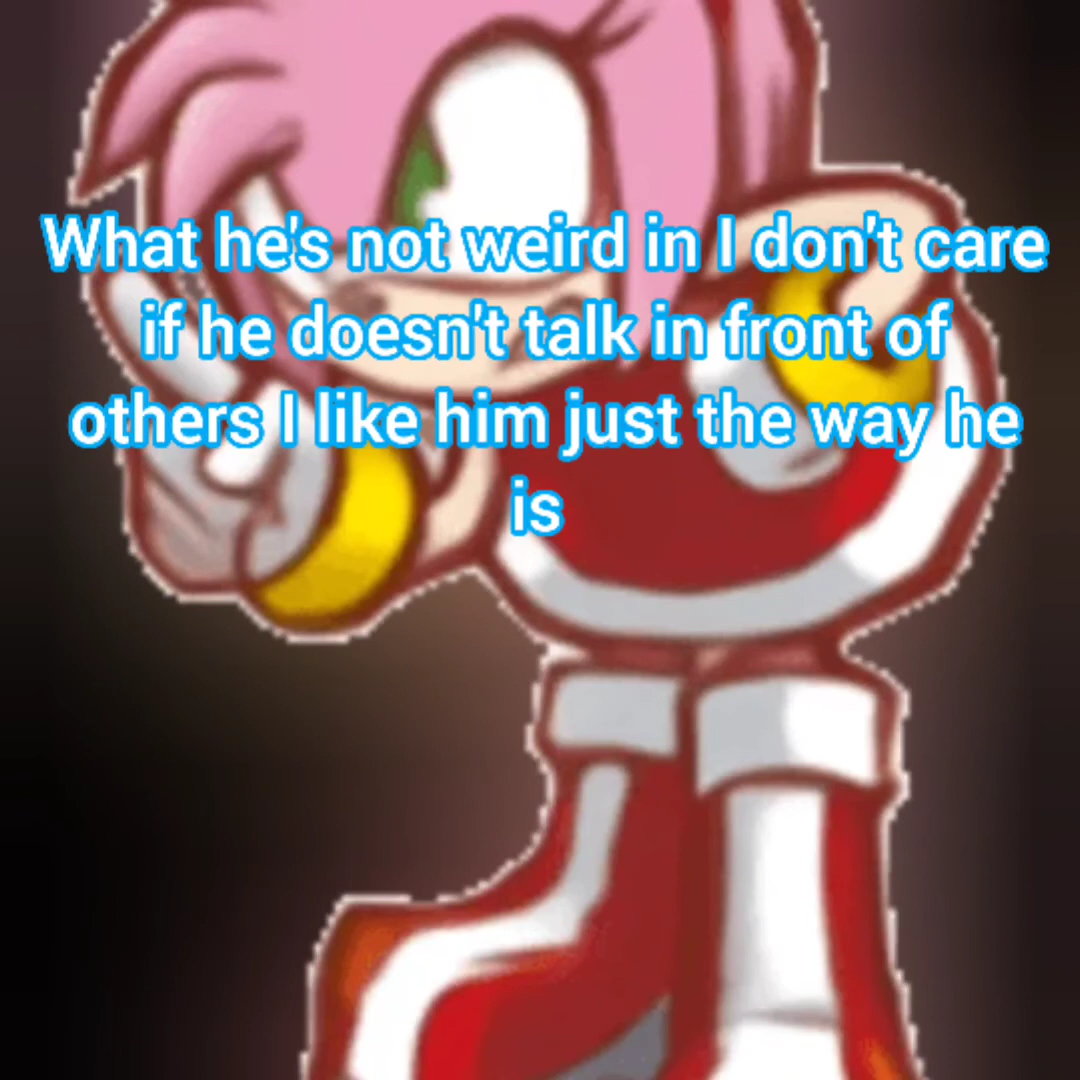 What he's not weird in I don't care
if he doesn't talk in front of
others I like him just the way he
is